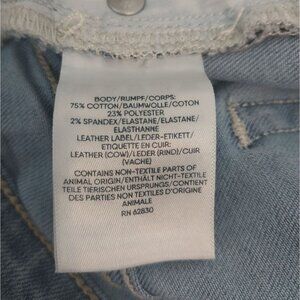 BODY/RUMPF/CORPS:
75% COTTON/BAUMWOLLE/COTON
23% POLYESTER
2% SPANDEX/ELASTANE/ELASTANE/
ELASTHANNE
LEATHER LABEL/LEDER-ETIKETT/
ETIQUETTE EN CUIR:
LEATHER (COW)/LEDER (RIND)/CUIR
(VACHE)
CONTAINS NON-TEXTILE PARTS OF
ANIMAL ORIGIN/ENTHÄLT NICHT-TEXTILE
TEILE TIERISCHEN URSPRUNGS/CONTIENT
DES PARTIES NON TEXTILES D'ORIGINE
ANIMALE
RN 62830